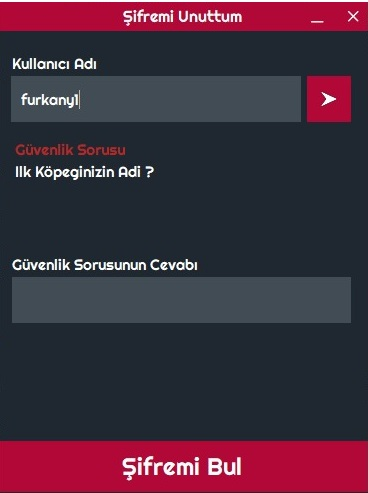 Şifremi Unuttum
Kullanıcı Adı
furkany1
Güvenlik Sorusu
Ilk Köpeginizin Adi ?
Güvenlik Sorusunun Cevabı
Şifremi Bul